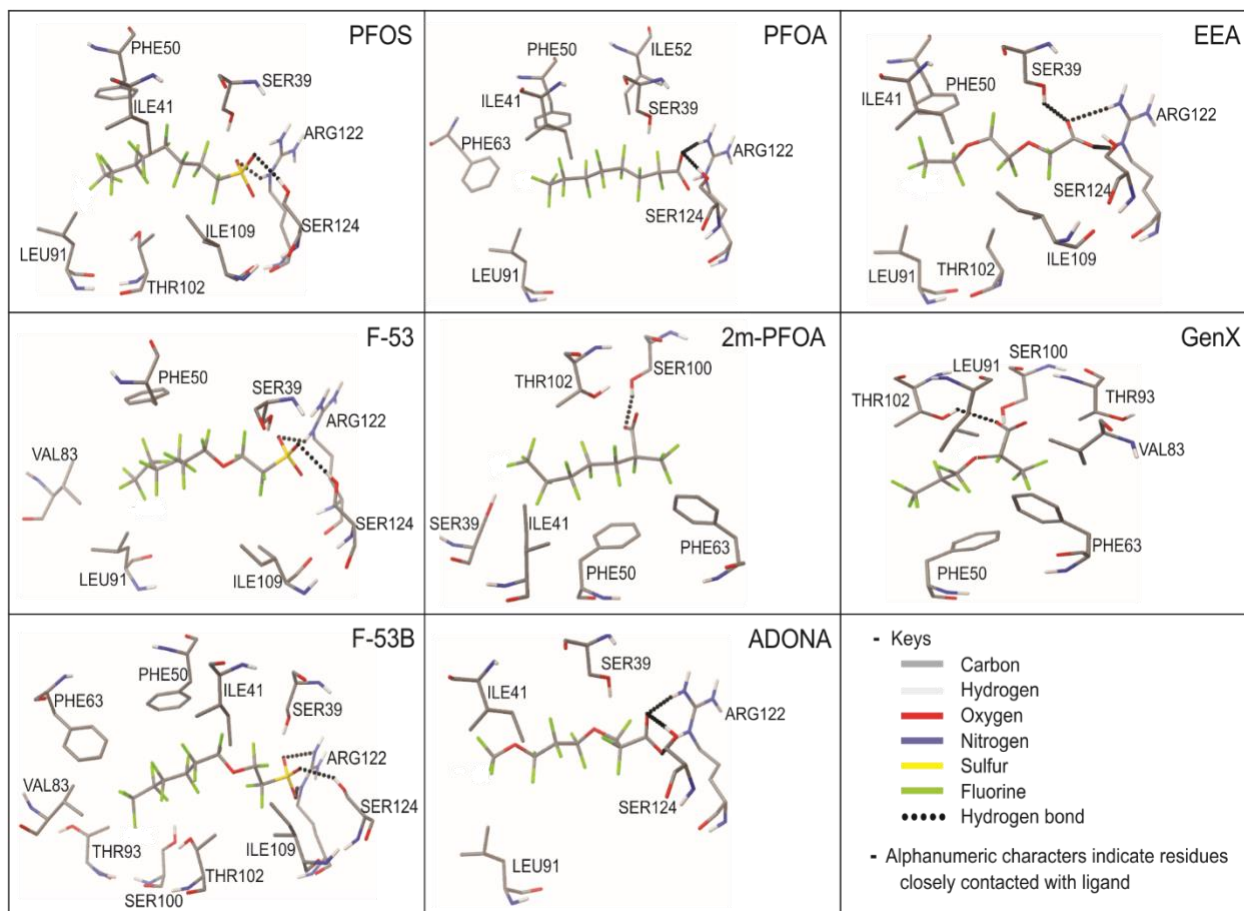 PFOS
PHE50
SER39
ILE41
ARG122
SER124
ILE109
LEU91
THR102
PFOA
PHE50
ILE52
ILE41
SER39
PHE63
ARG122
SER124
LEU91
EEA
SER39
PHE50
ILE41
ARG122
SER124
ILE109
LEU91
THR102
F-53
PHE50
SER39
ARG122
VAL83
SER124
LEU91
ILE109
2m-PFOA
SER100
THR102
SER39
ILE41
PHE63
PHE50
GenX
SER100
LEU91
THR102
THR93
VAL83
PHE63
PHE50
F-53B
PHE50
ILE41
PHE63
SER39
ARG122
VAL83
SER124
THR93
ILE109
THR102
SER100
ADONA
SER39
ILE41
ARG122
SER124
LEU91
- Keys
Carbon
Hydrogen
Oxygen
Nitrogen
Sulfur
Fluorine
Hydrogen bond
- Alphanumeric characters indicate residues
closely contacted with ligand